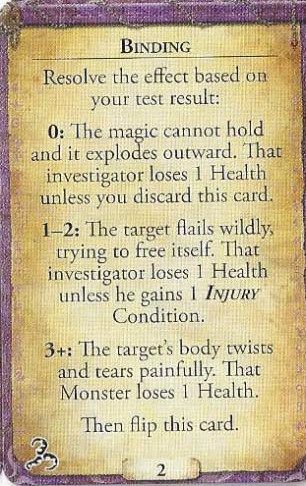 BINDING
Resolve the effect based on
your test result:
0: The magic cannot hold
and it explodes outward. That
investigator loses 1 Health
unless you discard this card.
1–2: The target flails wildly,
trying to free itself. That
investigator loses 1 Health
unless he gains 1 INJURY
Condition.
3+: The target's body twists
and tears painfully. That
Monster loses 1 Health.
Then flip this card.
2